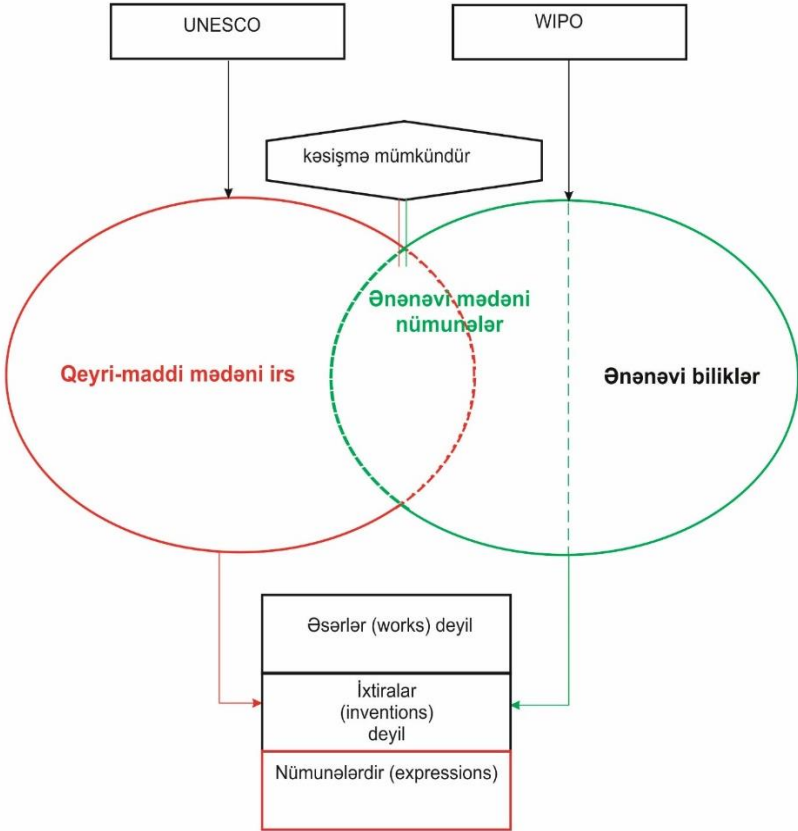 UNESCO
WIPO
kəsişmə mümkündür
Ənənəvi mədəni
nümunələr
Qeyri-maddi mədəni irs
Ənənəvi biliklər
Əsərlər (works) deyil
İxtiralar
(inventions)
deyil
Nümunələrdir (expressions)